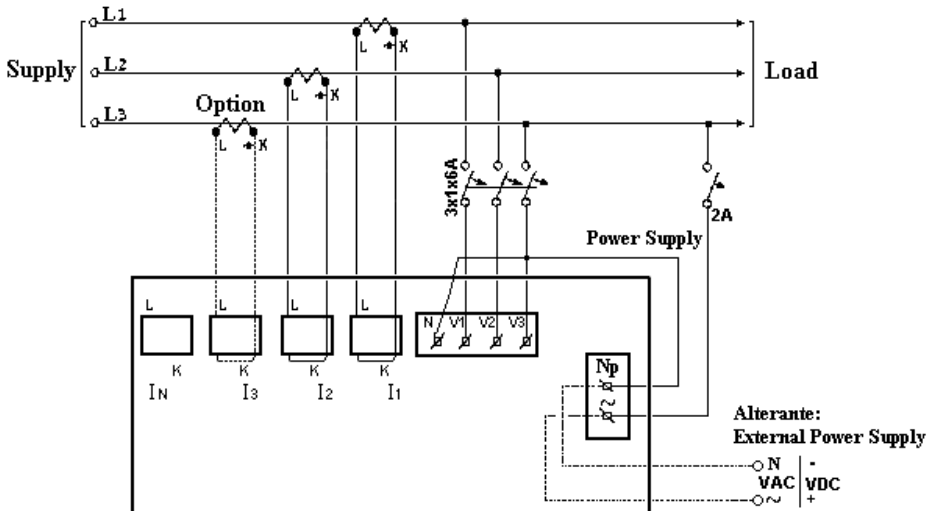 L1
L K
Supply L2 Load
L K
Option
L3
L K
3x1x6A
2A
Power Supply
L L L L N V1 V2 V3
K K K K
IN I3 I2 I1
Np
~
Alterante:
External Power Supply
N -
VAC VDC
~ +